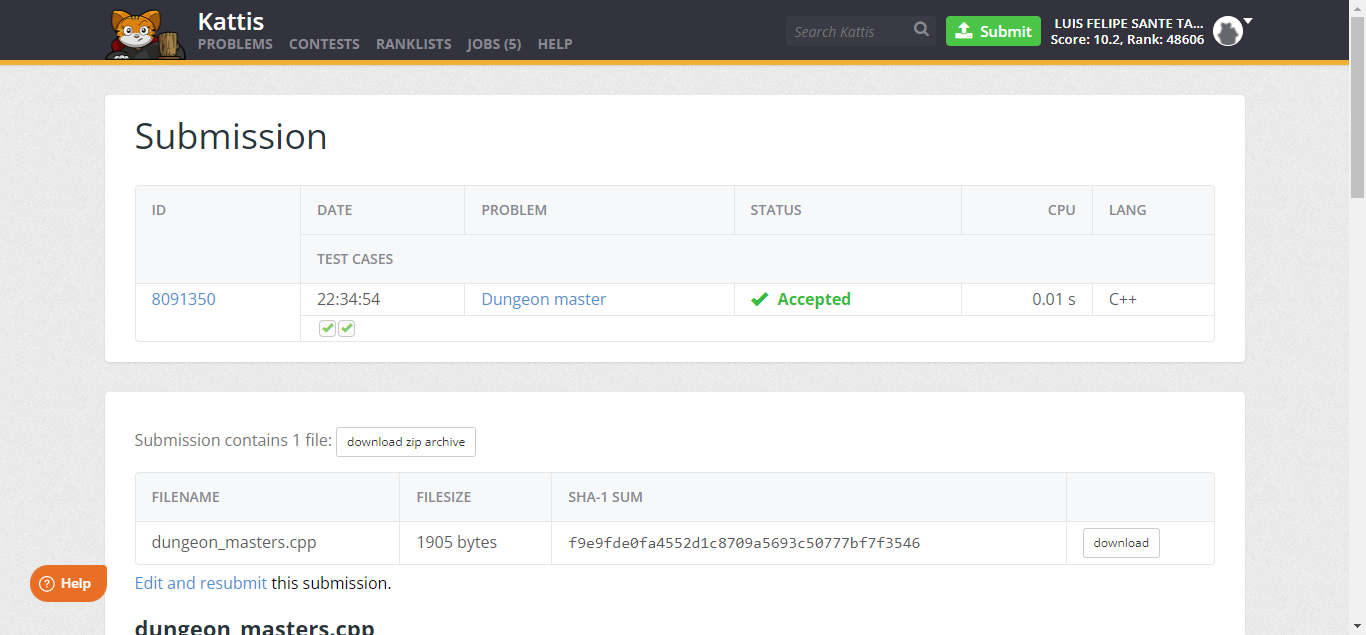 Kattis
PROBLEMS CONTESTS RANKLISTS JOBS (5) HELP
Search Kattis
Submit
LUIS FELIPE SANTE TA...
Score: 10.2, Rank: 48606
Submission
ID DATE PROBLEM STATUS CPU LANG
TEST CASES
8091350 22:34:54 Dungeon master Accepted 0.01 s C++
Submission contains 1 file: download zip archive
FILENAME FILESIZE SHA-1 SUM
dungeon_masters.cpp 1905 bytes f9e9fde0fa4552d1c8709a5693c50777bf7f3546 download
Help
Edit and resubmit this submission.
dungeon_masters.cpp